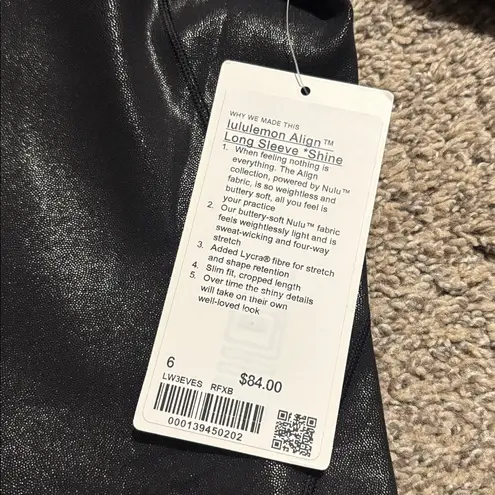 WHY WE MADE THIS
lululemon Align™
Long Sleeve *Shine
1. When feeling nothing is
everything. The Align
collection, powered by Nulu™
fabric, is so weightless and
buttery soft, all you feel is
your practice
2. Our buttery-soft Nulu™ fabric
feels weightlessly light and is
sweat-wicking and four-way
stretch
3. Added Lycra® fibre for stretch
and shape retention
4. Slim fit, cropped length
5. Over time the shiny details
will take on their own
well-loved look
6 $84.00
LW3EVES RFXB
000139450202